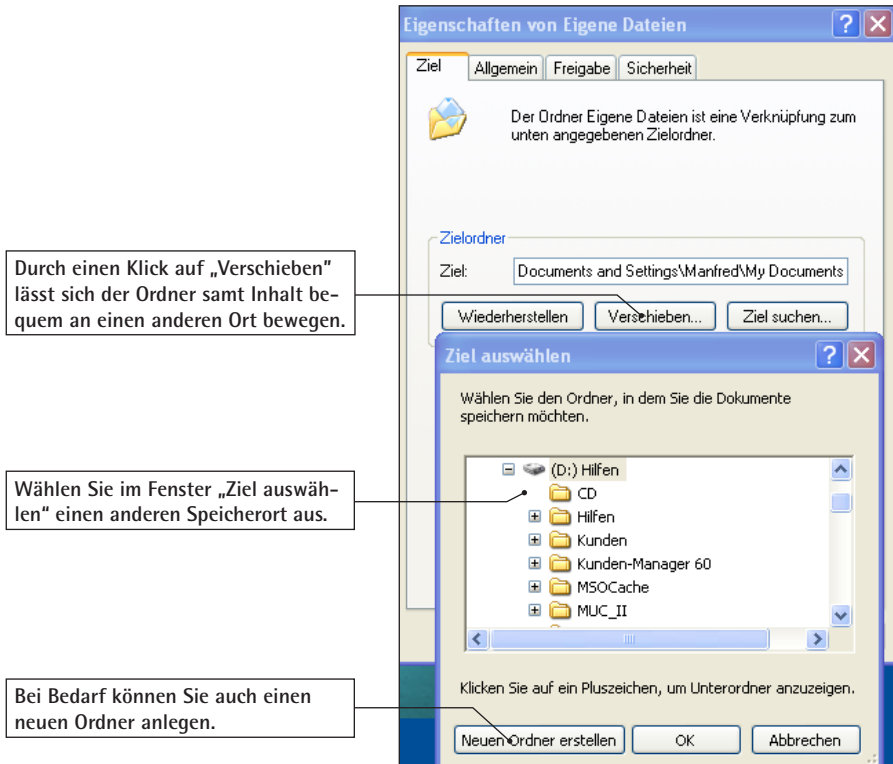 Eigenschaften von Eigene Dateien
Ziel
Allgemein
Freigabe
Sicherheit
Der Ordner Eigene Dateien ist eine Verknüpfung zum
unten angegebenen Zielordner.
Zielordner
Ziel:
Documents and Settings\Manfred\My Documents
Durch einen Klick auf „Verschieben"
lässt sich der Ordner samt Inhalt be-
quem an einen anderen Ort bewegen.
Wiederherstellen
Verschieben...
Ziel suchen...
Ziel auswählen
Wählen Sie den Ordner, in dem Sie die Dokumente
speichern möchten.
(D:) Hilfen
CD
Hilfen
Kunden
Kunden-Manager 60
MSOCache
MUC_II
Wählen Sie im Fenster „Ziel auswäh-
len“ einen anderen Speicherort aus.
Klicken Sie auf ein Pluszeichen, um Unterordner anzuzeigen.
Bei Bedarf können Sie auch einen
neuen Ordner anlegen.
Neuen Ordner erstellen
OK
Abbrechen